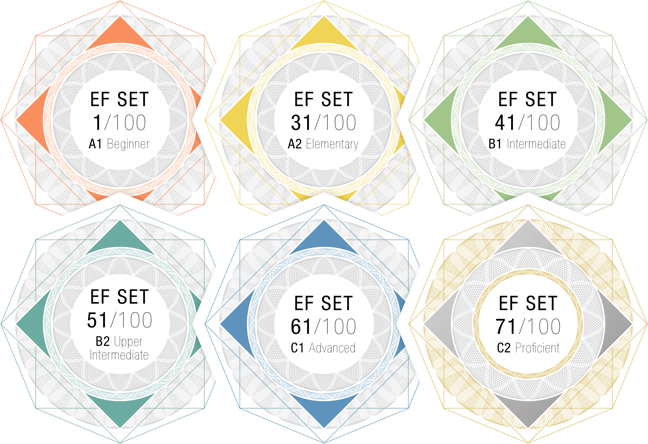 EF SET
1/100
A1 Beginner
EF SET
31/100
A2 Elementary
EF SET
41/100
B1 Intermediate
EF SET
51/100
B2 Upper
Intermediate
EF SET
61/100
C1 Advanced
EF SET
71/100
C2 Proficient